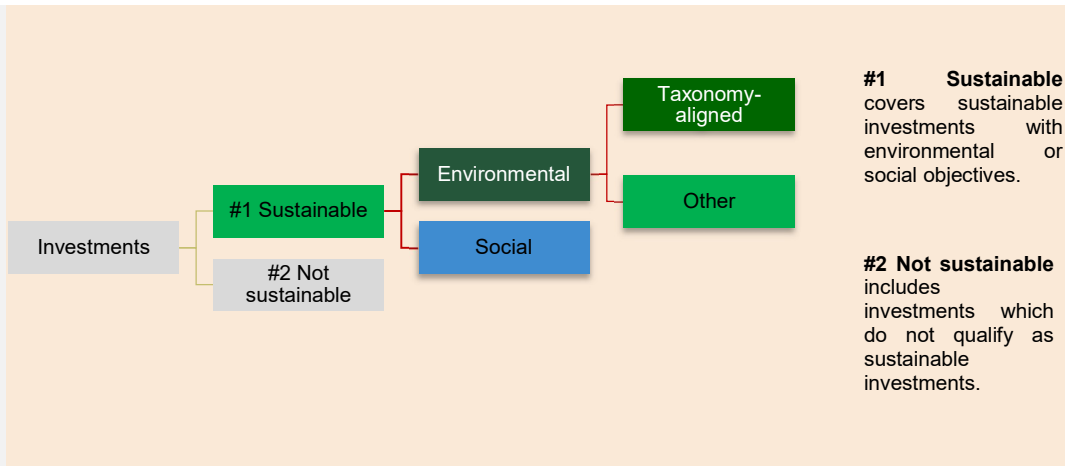 Investments
#1 Sustainable
#2 Not
sustainable
Environmental
Social
Taxonomy-
aligned
Other
#1 Sustainable
covers sustainable
investments with
environmental or
social objectives.
#2 Not sustainable
includes
investments which
do not qualify as
sustainable
investments.